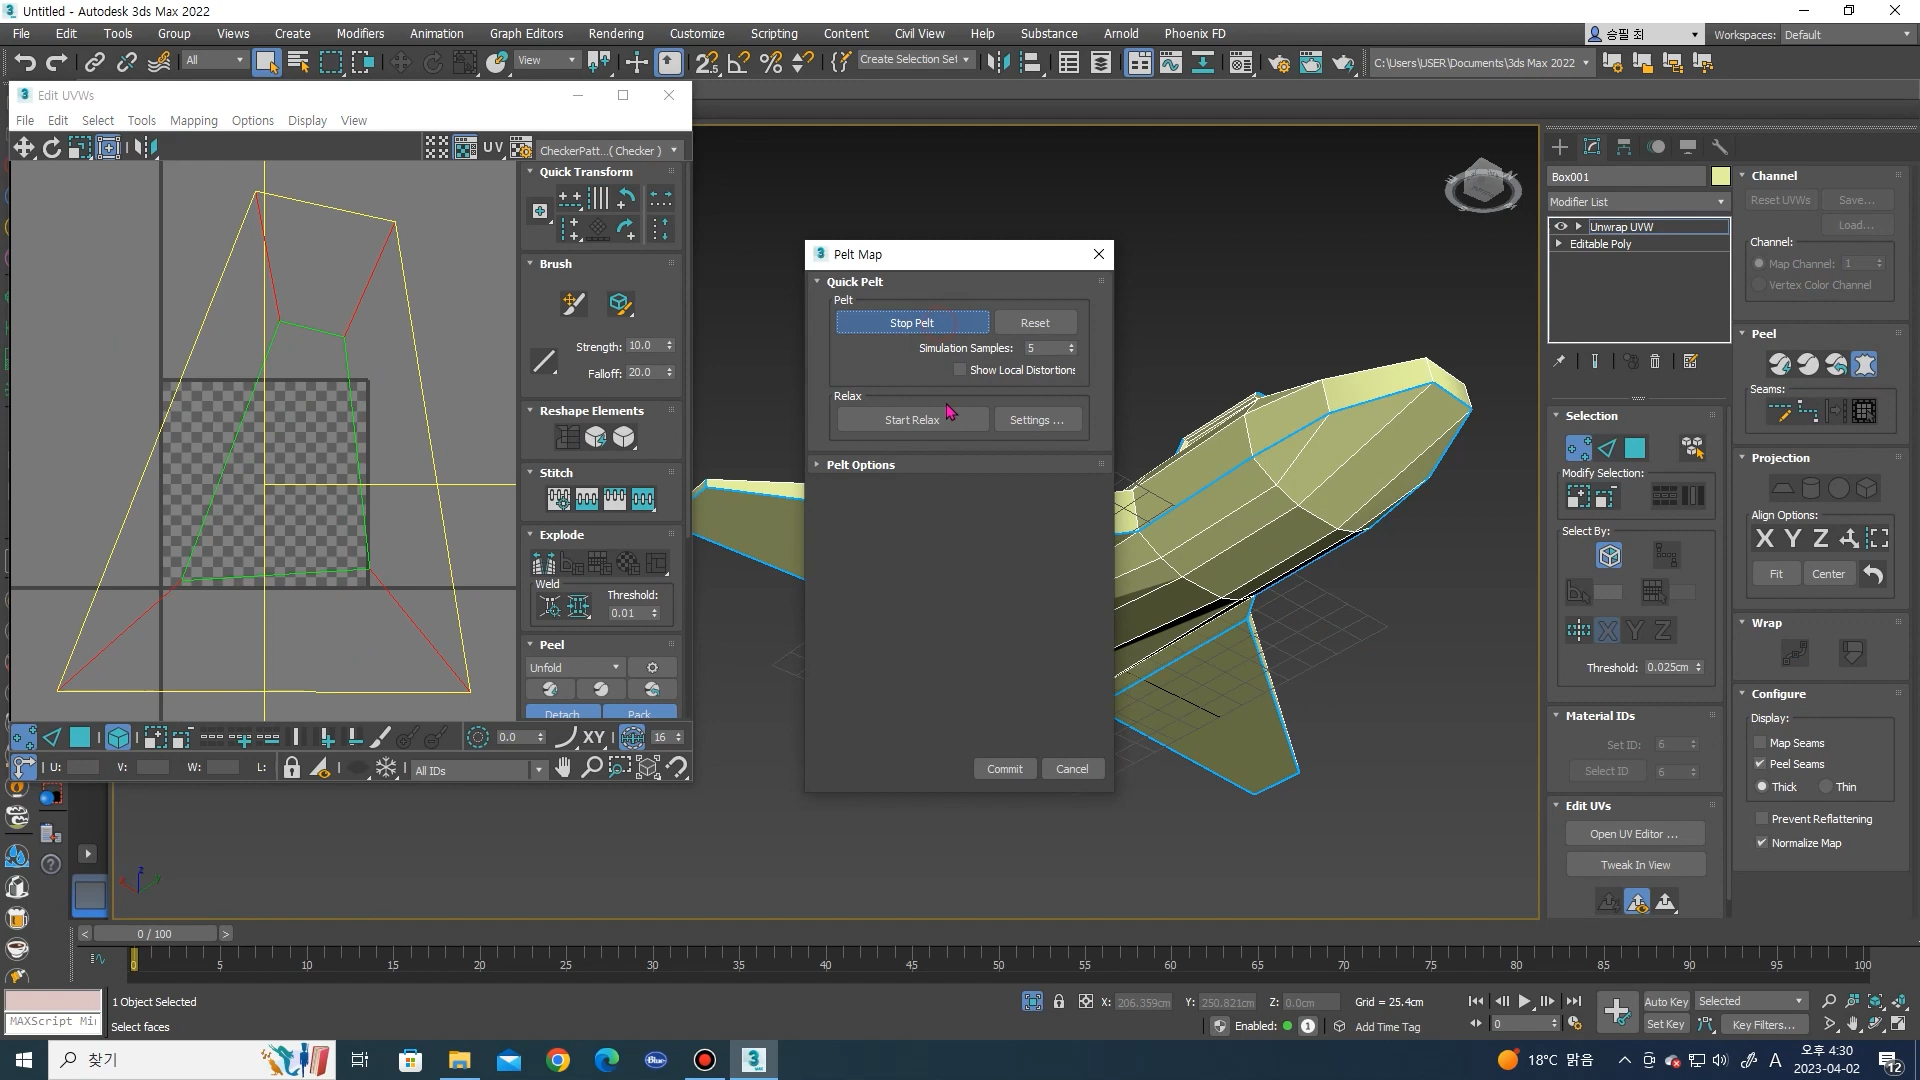 Untitled - Autodesk 3ds Max 2022
File Edit Tools Group Views Create Modifiers Animation Graph Editors Rendering Customize Scripting Content Civil View Help Substance Arnold Phoenix FD
승필 최 Workspaces: Default
All View Create Selection Set C:\Users\USER\Documents\3ds Max 2022
Edit UVWs
File Edit Select Tools Mapping Options Display View
UV CheckerPatt...( Checker )
Quick Transform
Brush
Strength: 10.0
Falloff: 20.0
Reshape Elements
Stitch
Explode
Weld
Threshold:
0.01
Peel
Unfold
Detach Pack
0.0 XY 16
U: V: W: L: All IDs
Pelt Map
Quick Pelt
Pelt
Stop Pelt Reset
Simulation Samples: 5
Show Local Distortions
Relax
Start Relax Settings ...
Pelt Options
Commit Cancel
Box001
Modifier List
Unwrap UVW
Editable Poly
Selection
Modify Selection:
Select By:
X Y Z
Threshold: 0.025cm
Material IDs
Set ID: 6
Select ID 6
Edit UVs
Open UV Editor ...
Tweak In View
Channel
Reset UVWs Save...
Load...
Channel:
Map Channel: 1
Vertex Color Channel
Peel
Seams:
Projection
Align Options:
X Y Z
Fit Center
Wrap
Configure
Display:
Map Seams
Peel Seams
Thick Thin
Prevent Reflattening
Normalize Map
< 0 / 100 >
0 5 10 15 20 25 30 35 40 45 50 55 60 65 70 75 80 85 90 95 100
1 Object Selected X: 206.359cm Y: 250.821cm Z: 0.0cm Grid = 25.4cm Auto Key Selected
MAXScript Mi Select faces Enabled: 1 Add Time Tag 0 Set Key Key Filters...
찾기 Blue 18°C 맑음 A 오후 4:30
2023-04-02 12